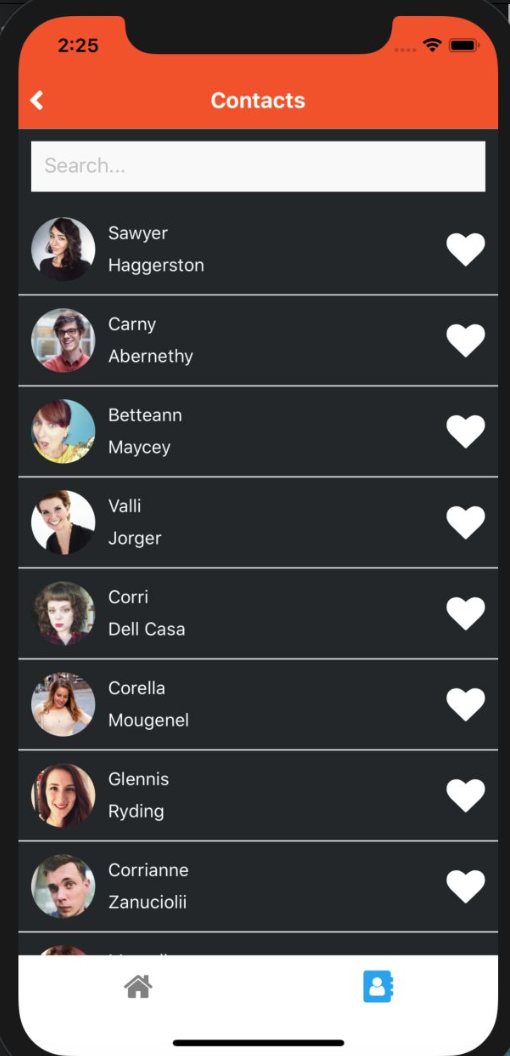 2:25
Contacts
Search...
Sawyer
Haggerston
Carny
Abernethy
Betteann
Maycey
Valli
Jorger
Corri
Dell Casa
Corella
Mougenel
Glennis
Ryding
Corrianne
Zanuciolii